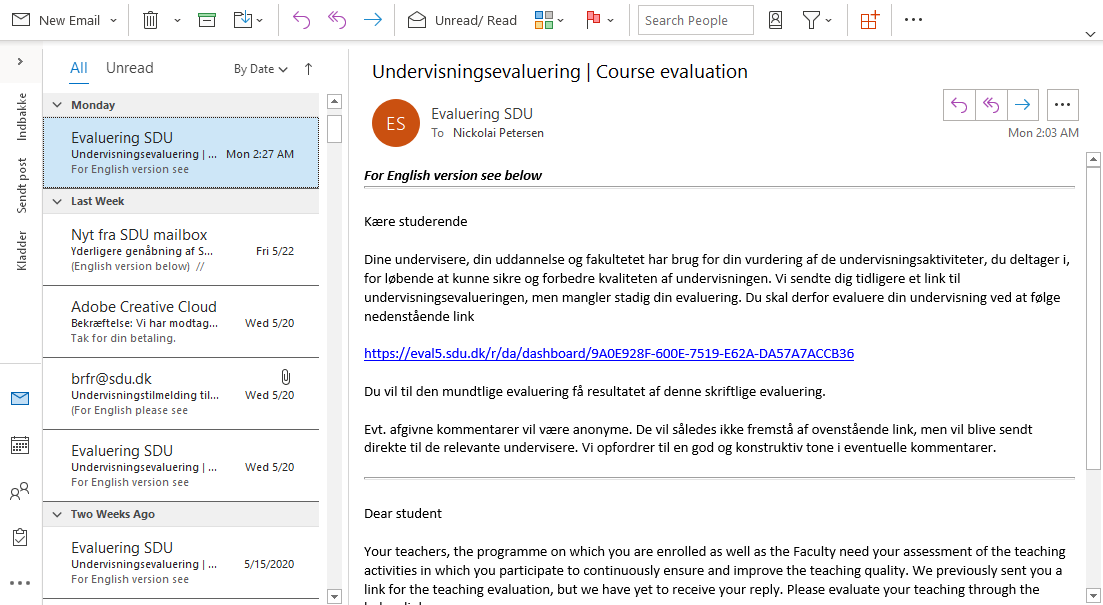 New Email
Unread/ Read
Search People
All
Unread
By Date
Indbakke
Sendt post
Kladder
Monday
Evaluering SDU
Undervisningsevaluering | ...
Mon 2:27 AM
For English version see
Last Week
Nyt fra SDU mailbox
Yderligere genåbning af S...
Fri 5/22
(English version below) //
Adobe Creative Cloud
Bekræftelse: Vi har modtag...
Wed 5/20
Tak for din betaling.
brfr@sdu.dk
Undervisningstilmelding til...
Wed 5/20
(For English please see
Evaluering SDU
Undervisningsevaluering | ...
Wed 5/20
For English version see
Two Weeks Ago
Evaluering SDU
Undervisningsevaluering | ...
5/15/2020
For English version see
Undervisningsevaluering | Course evaluation
ES
Evaluering SDU
To Nickolai Petersen
Mon 2:03 AM
For English version see below
Kære studerende
Dine undervisere, din uddannelse og fakultetet har brug for din vurdering af de undervisningsaktiviteter, du deltager i,
for løbende at kunne sikre og forbedre kvaliteten af undervisningen. Vi sendte dig tidligere et link til
undervisningsevalueringen, men mangler stadig din evaluering. Du skal derfor evaluere din undervisning ved at følge
nedenstående link
https://eval5.sdu.dk/r/da/dashboard/9A0E928F-600E-7519-E62A-DA57A7ACCB36
Du vil til den mundtlige evaluering få resultatet af denne skriftlige evaluering.
Evt. afgivne kommentarer vil være anonyme. De vil således ikke fremstå af ovenstående link, men vil blive sendt
direkte til de relevante undervisere. Vi opfordrer til en god og konstruktiv tone i eventuelle kommentarer.
Dear student
Your teachers, the programme on which you are enrolled as well as the Faculty need your assessment of the teaching
activities in which you participate to continuously ensure and improve the teaching quality. We previously sent you a
link for the teaching evaluation, but we have yet to receive your reply. Please evaluate your teaching through the